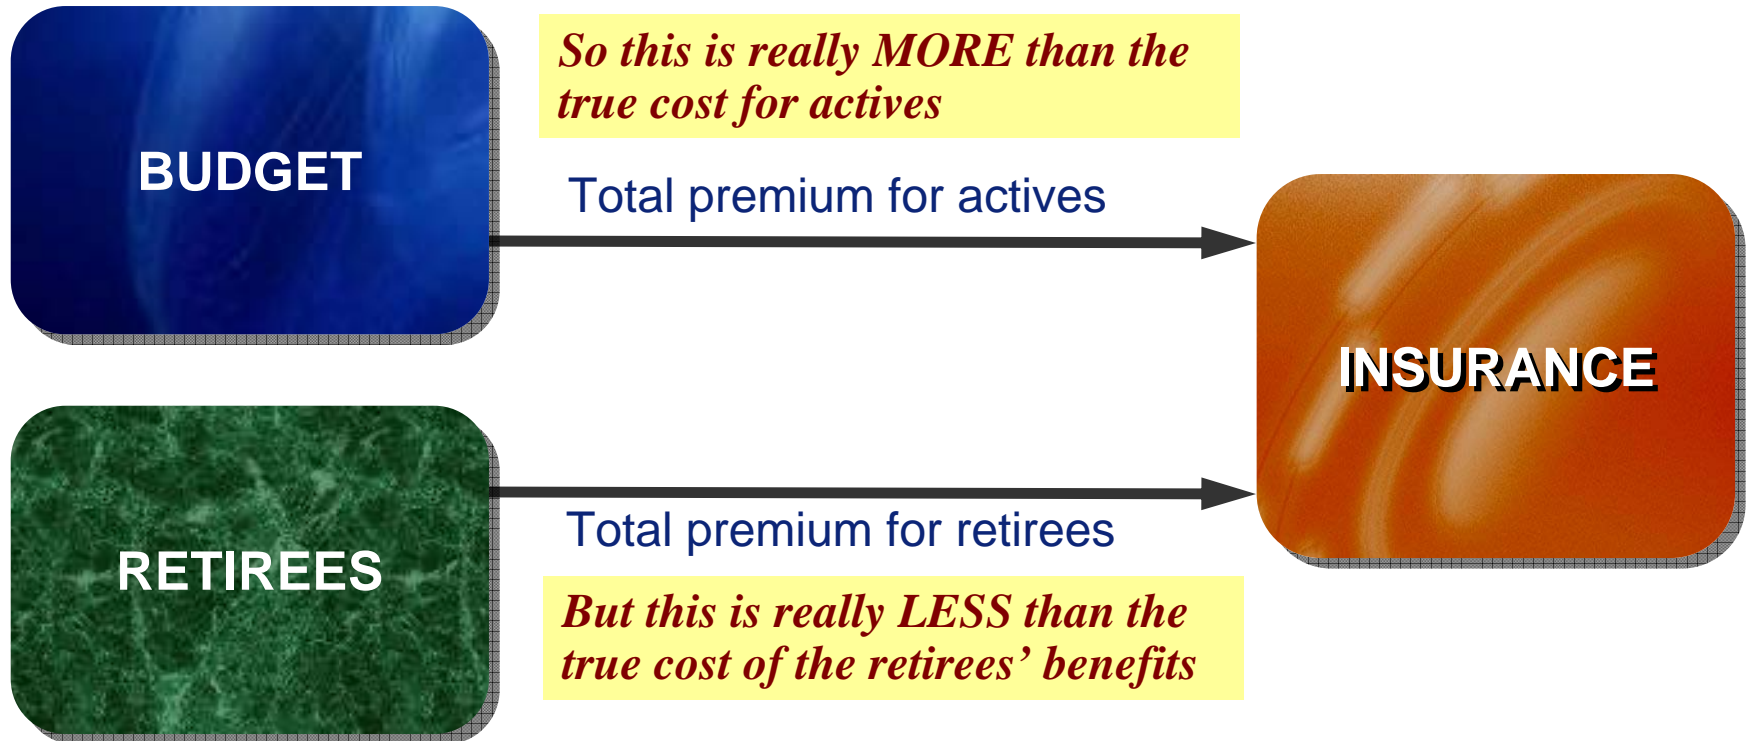 BUDGET
So this is really MORE than the
true cost for actives
Total premium for actives
INSURANCE
RETIREES
Total premium for retirees
But this is really LESS than the
true cost of the retirees’ benefits